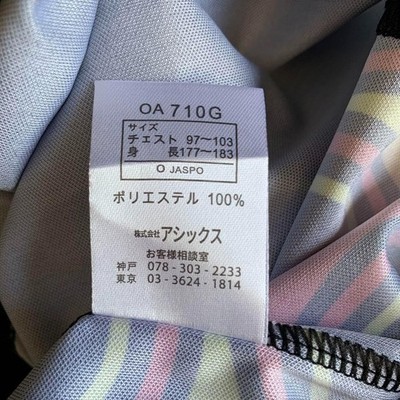 OA 710G
サイズ
チェスト 97〜103
身 長177〜183
O JASPO
ポリエステル 100%
株式会社アシックス
お客様相談室
神戸 078-303-2233
東京 03-3624-1814